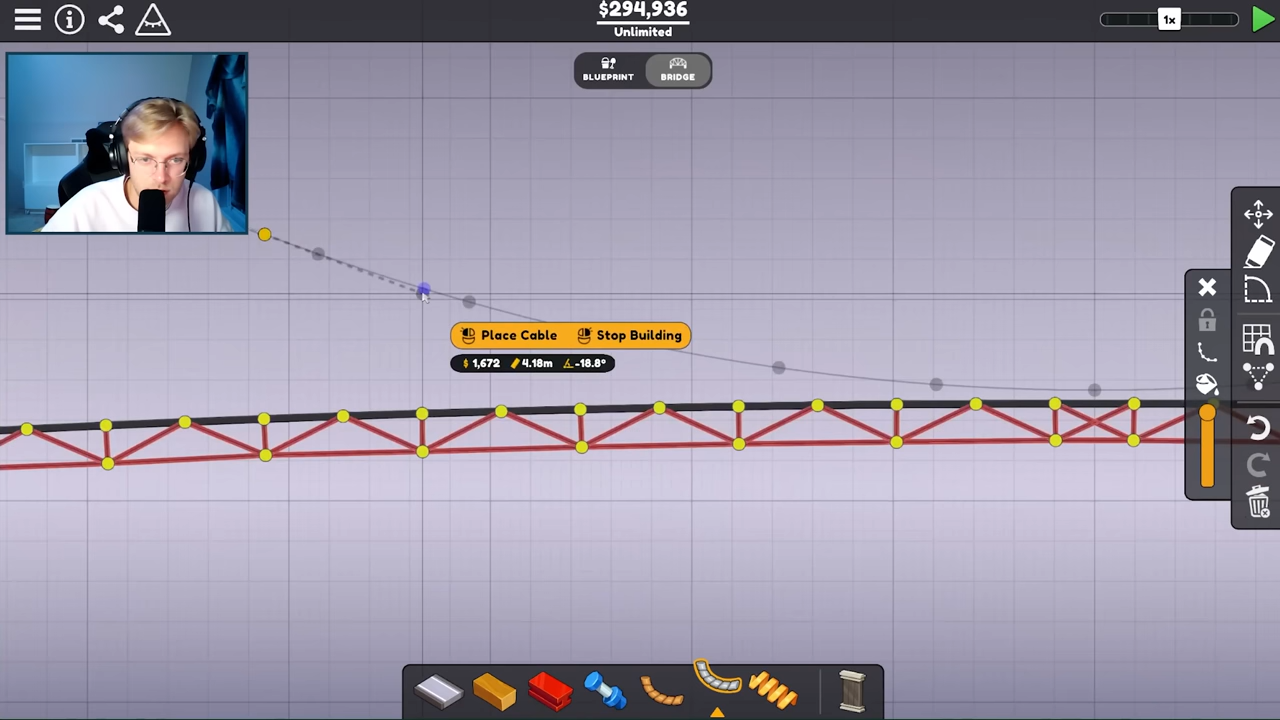 $294,936
Unlimited
1x
BLUEPRINT
BRIDGE
Place Cable
Stop Building
$ 1,672
4.18m
-18.8°